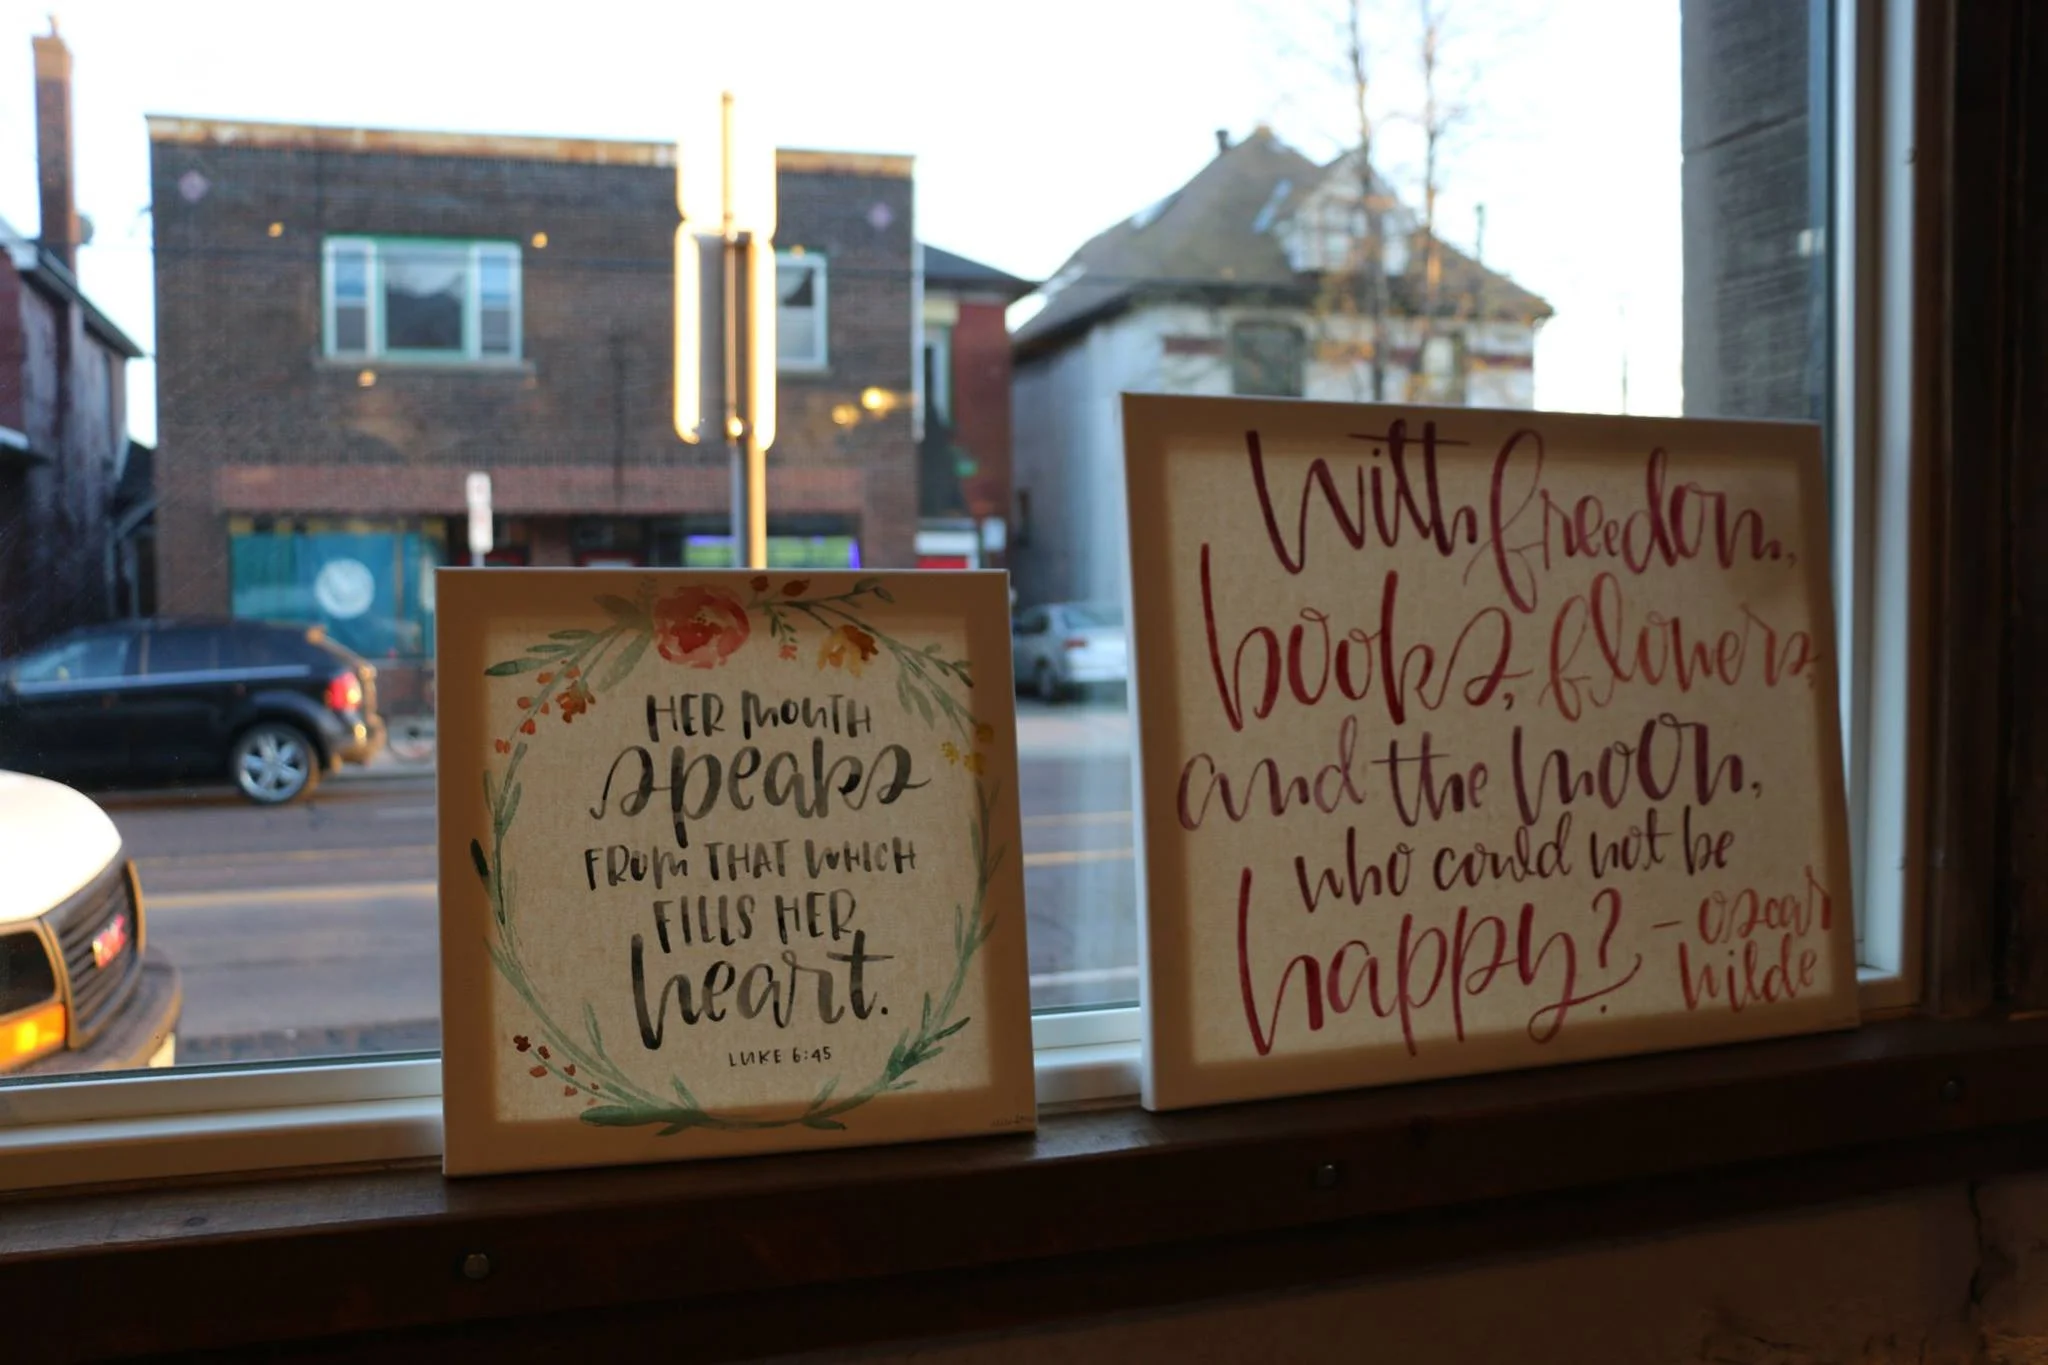 HER MOUTH
speaks
FROM THAT WHICH
FILLS HER
heart.
LUKE 6:45
With freedom,
books, flowers,
and the moon,
who could not be
happy? - Oscar
Wilde